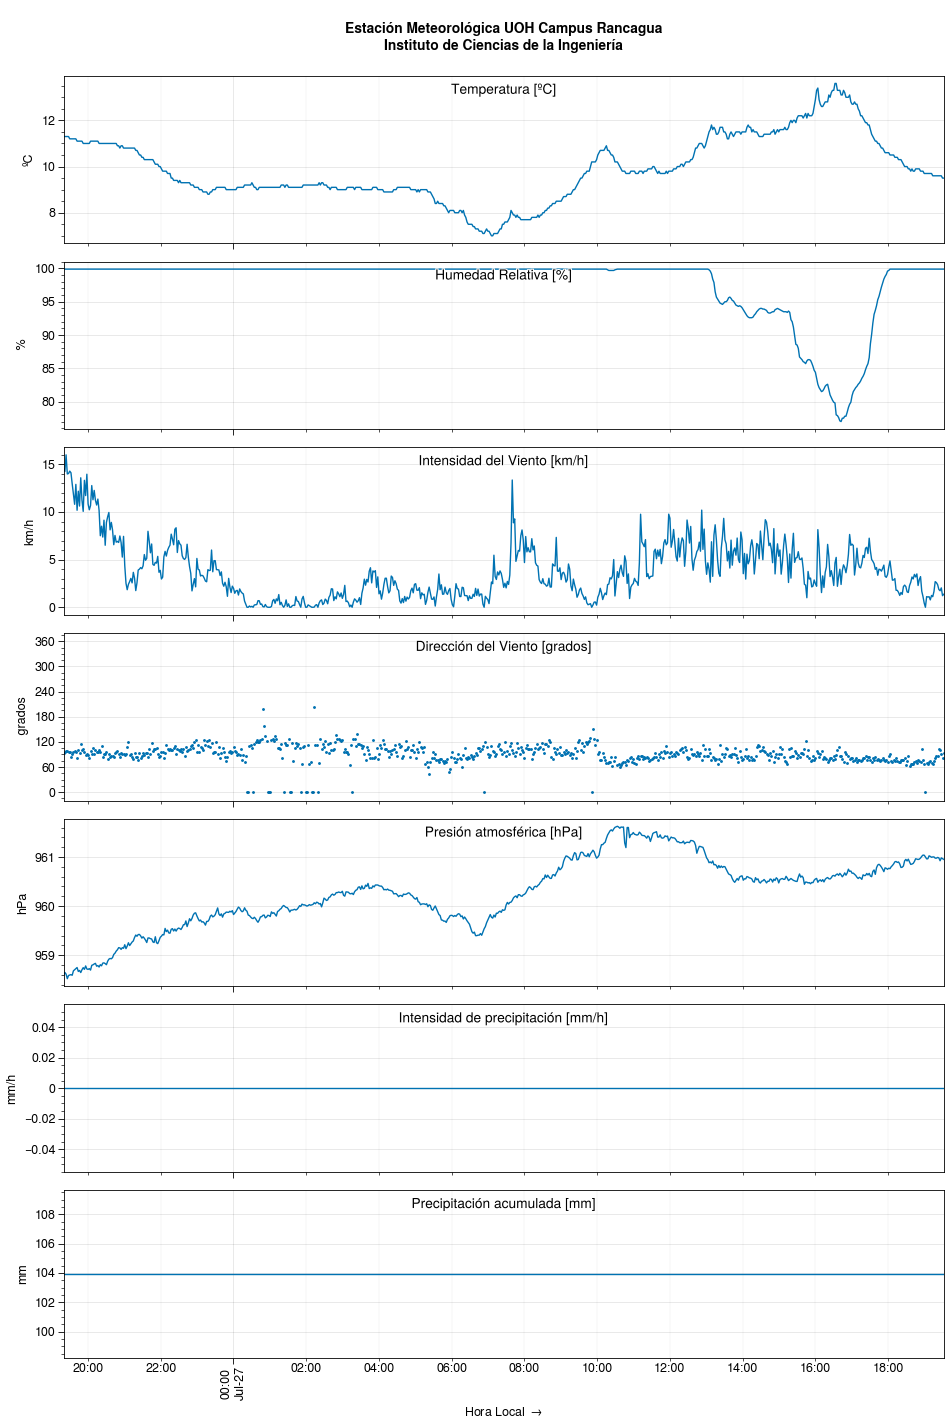 Estación Meteorológica UOH Campus Rancagua
Instituto de Ciencias de la Ingeniería
Temperatura [ºC]
12
10
8
ºC
Humedad Relativa [%]
100
95
90
85
80
%
Intensidad del Viento [km/h]
15
10
5
0
km/h
Dirección del Viento [grados]
360
300
240
180
120
60
0
grados
Presión atmosférica [hPa]
961
960
959
hPa
Intensidad de precipitación [mm/h]
0.04
0.02
0
−0.02
−0.04
mm/h
Precipitación acumulada [mm]
108
106
104
102
100
mm
20:00 22:00 00:00 02:00 04:00 06:00 08:00 10:00 12:00 14:00 16:00 18:00
Jul-27
Hora Local →